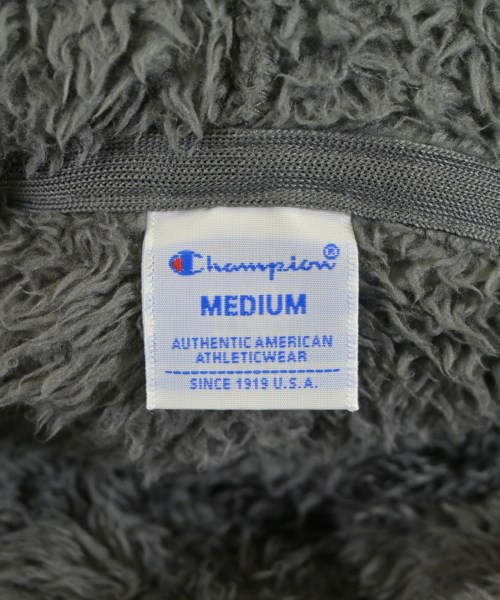 Champion®
MEDIUM
AUTHENTIC AMERICAN
ATHLETICWEAR
SINCE 1919 U.S.A.